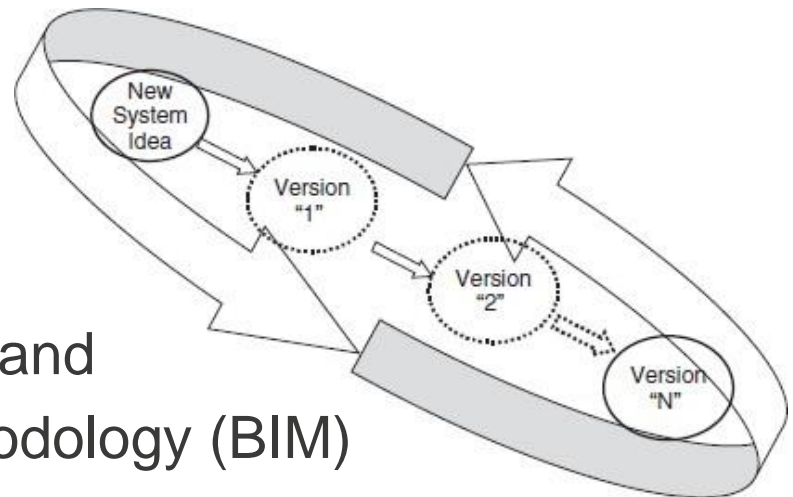 New
System
Idea
Version
“1”
Version
“2”
Version
“N”
and
odology (BIM)